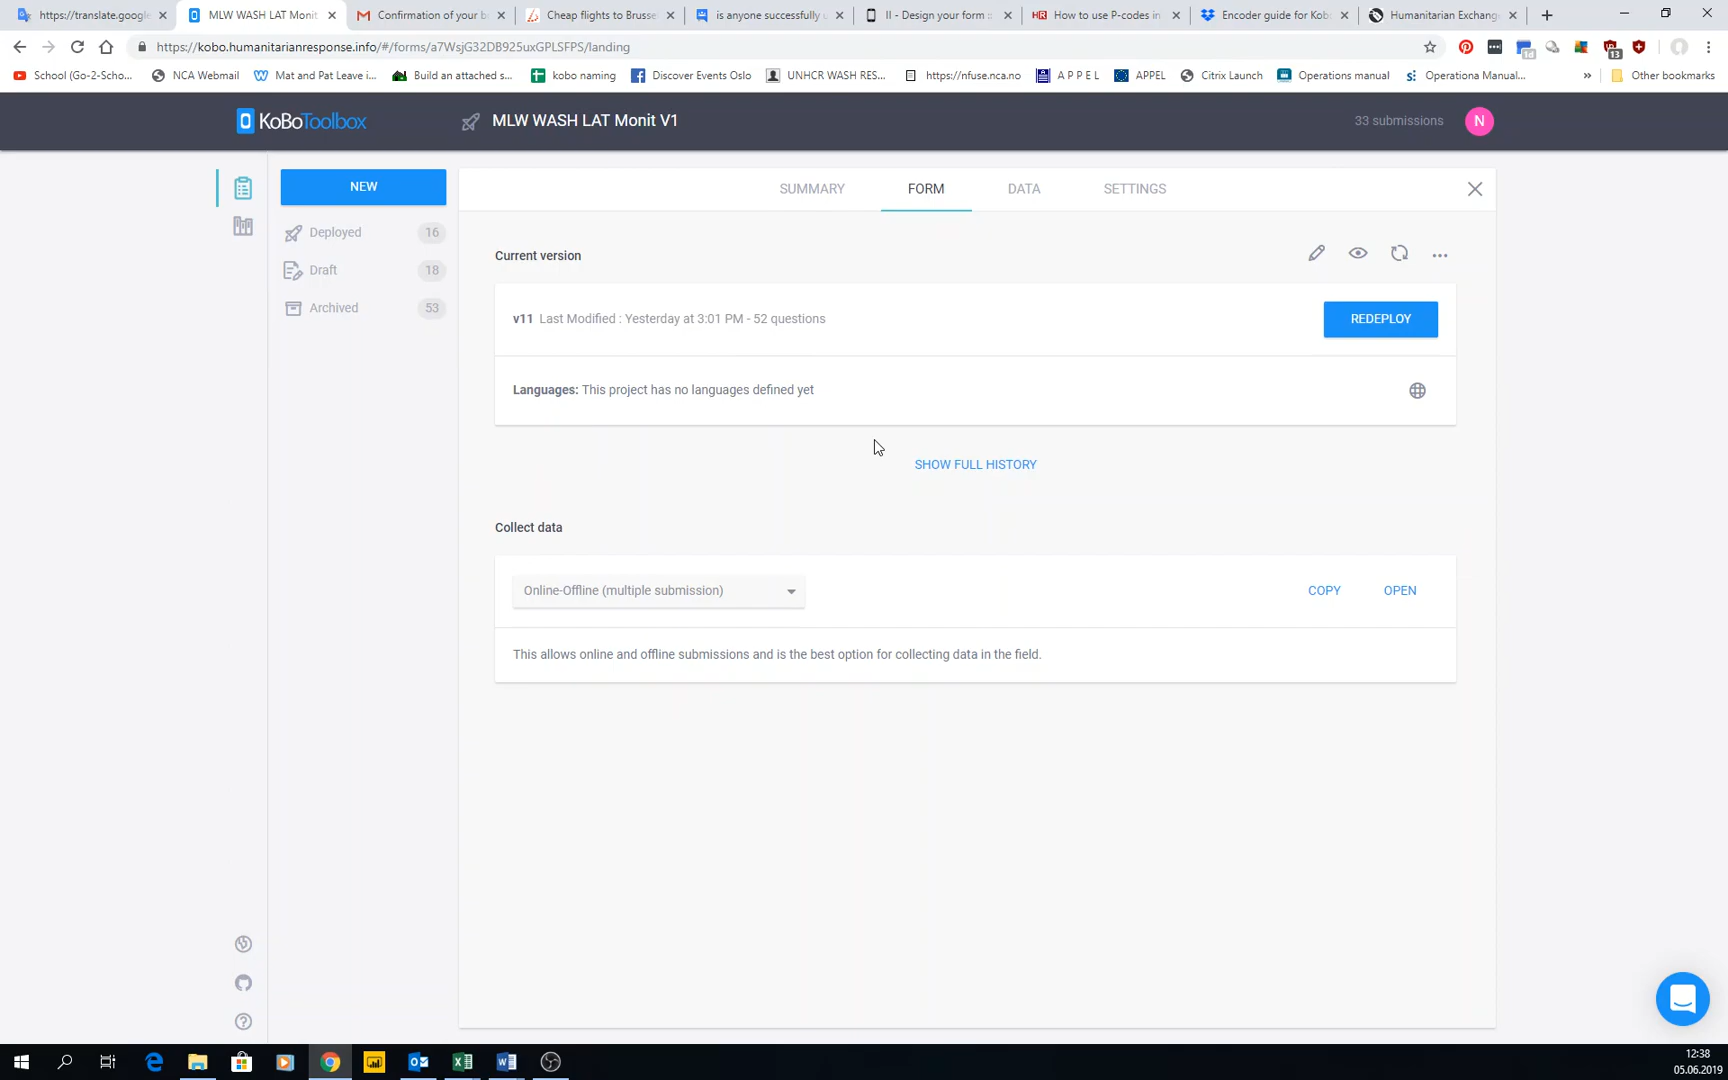 https://translate.google
MLW WASH LAT Monit
Confirmation of your b
Cheap flights to Brusse
is anyone successfully u
II - Design your form p
How to use P-codes in
Encoder guide for Kob
Humanitarian Exchang
https://kobo.humanitarianresponse.info/#/forms/a7WsjG32DB925uxGPLSFPS/landing
School (Go-2-Scho...
NCA Webmail
Mat and Pat Leave i...
Build an attached s...
kobo naming
Discover Events Oslo
UNHCR WASH RES...
https://nfuse.nca.no
A P P E L
APPEL
Citrix Launch
Operations manual
Operationa Manual...
»
Other bookmarks
KoBoToolbox
MLW WASH LAT Monit V1
33 submissions
N
NEW
Deployed 16
Draft 18
Archived 53
SUMMARY
FORM
DATA
SETTINGS
Current version
v11 Last Modified : Yesterday at 3:01 PM - 52 questions
REDEPLOY
Languages: This project has no languages defined yet
SHOW FULL HISTORY
Collect data
Online-Offline (multiple submission)
COPY
OPEN
This allows online and offline submissions and is the best option for collecting data in the field.
12:38
05.06.2019